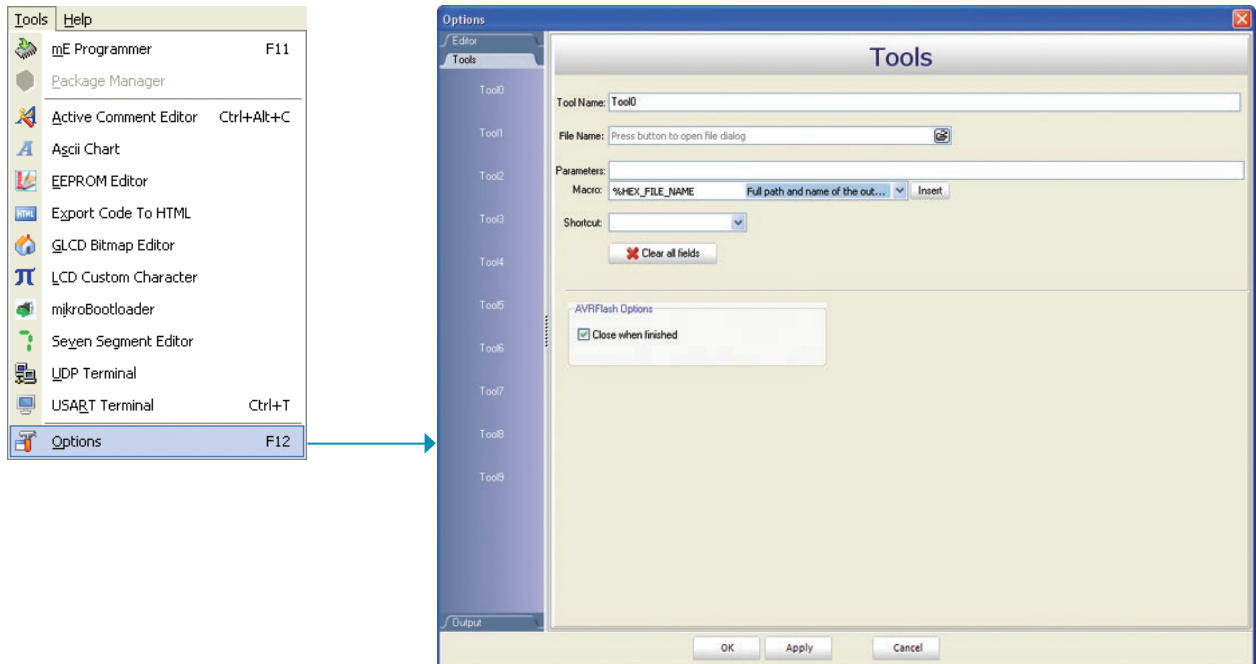 Tools Help
mE Programmer F11
Package Manager
Active Comment Editor Ctrl+Alt+C
Ascii Chart
EEPROM Editor
HTML Export Code To HTML
GLCD Bitmap Editor
LCD Custom Character
mikroBootloader
Seven Segment Editor
UDP Terminal
USART Terminal Ctrl+T
Options F12
Options
Editor
Tools
Tool0
Tool1
Tool2
Tool3
Tool4
Tool5
Tool6
Tool7
Tool8
Tool9
Output
Tools
Tool Name: Tool0
File Name: Press button to open file dialog
Parameters:
Macro: %HEX_FILE_NAME Full path and name of the out... Insert
Shortcut:
Clear all fields
AVRFlash Options
Close when finished
OK Apply Cancel